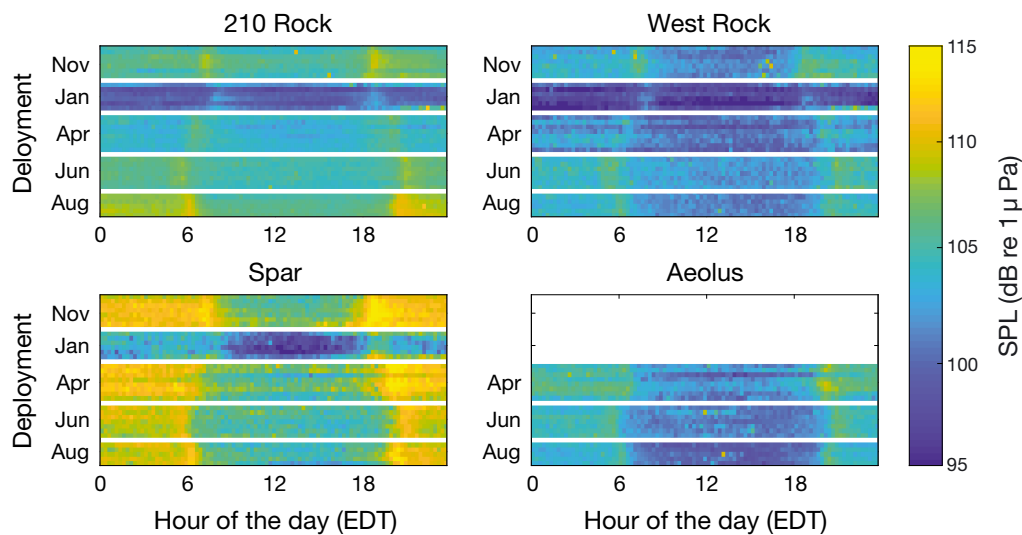 210 Rock
West Rock
Deloyment
Nov
Jan
Apr
Jun
Aug
0
6
12
18
Nov
Jan
Apr
Jun
Aug
0
6
12
18
Spar
Aeolus
Deployment
Nov
Jan
Apr
Jun
Aug
0
6
12
18
Hour of the day (EDT)
Apr
Jun
Aug
0
6
12
18
Hour of the day (EDT)
115
110
105
100
95
SPL (dB re 1 µ Pa)